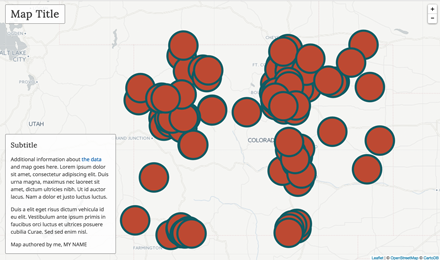 Map Title
+
−
CITY
UTAH
COLORAD
Subtitle
Additional information about the data
and map goes here. Lorem ipsum dolor
sit amet, consectetur adipiscing elit. Duis
urna magna, maximus nec laoreet sit
amet, dictum ultricies nibh. Ut id auctor
lacus. Nam a dolor et justo luctus luctus.
Duis a elit eget risus dictum vehicula id
eu elit. Vestibulum ante ipsum primis in
faucibus orci luctus et ultrices posuere
cubilia Curae. Sed sed enim nisl.
Map authored by me, MY NAME
FARMINGTON
Leaflet | © OpenStreetMap © CartoDB